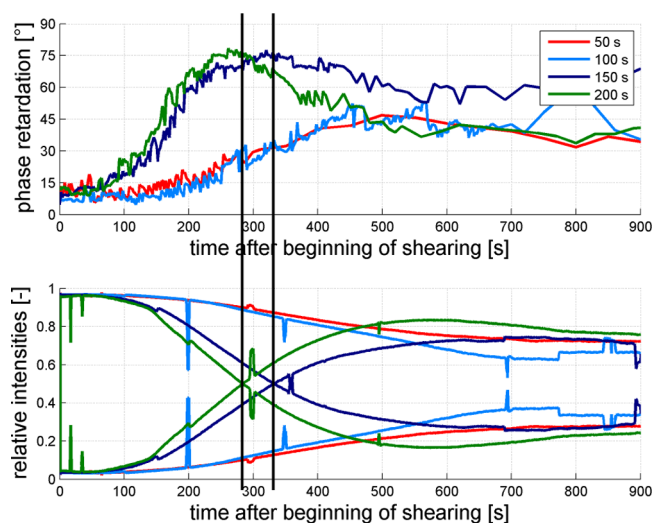 phase retardation [°]
90
75
60
45
30
15
0
0 100 200 300 400 500 600 700 800 900
time after beginning of shearing [s]
50 s
100 s
150 s
200 s
relative intensities [-]
1
0.8
0.6
0.4
0.2
0
0 100 200 300 400 500 600 700 800 900
time after beginning of shearing [s]